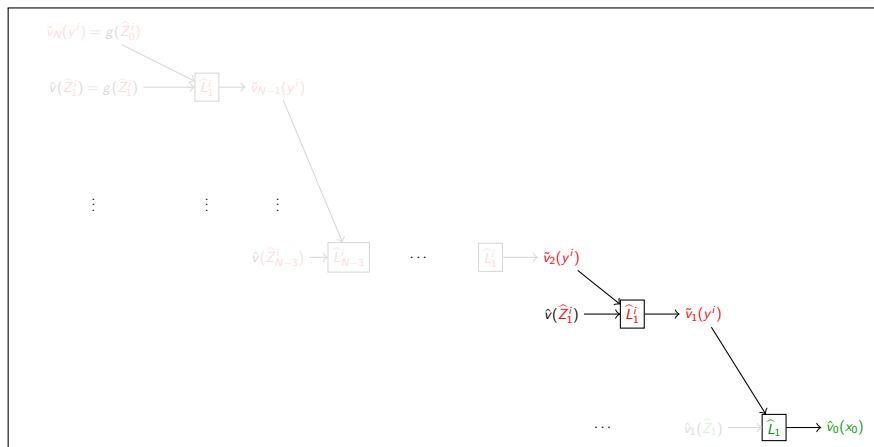 v̂_N(y^i) = g(Ẑ_0^i)
v̂(Ẑ_1^i) = g(Ẑ_1^i) L̂_1^i ṽ_{N−1}(y^i)
⋮ ⋮ ⋮
v̂(Ẑ_{N−3}^i) L̂_{N−3}^i ⋯ L̂_1^i ṽ_2(y^i)
v̂(Ẑ_1^i) L̂_1^i ṽ_1(y^i)
⋯ v̂_1(Ẑ_1) L̂_1 v̂_0(x_0)